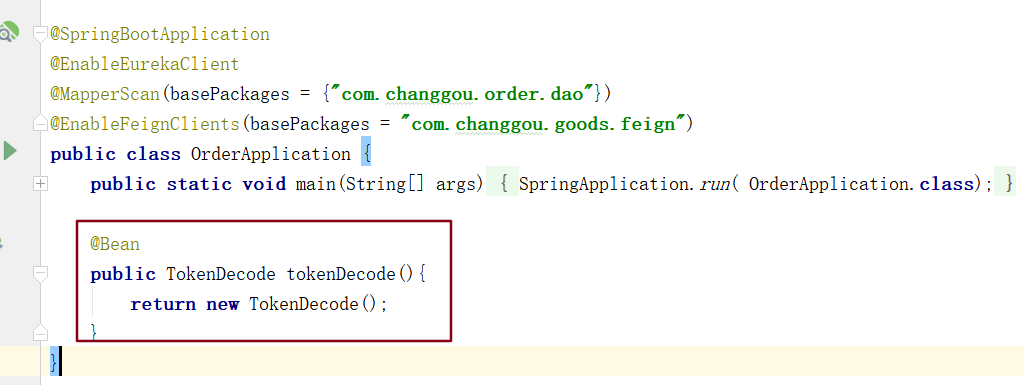 @SpringBootApplication
@EnableEurekaClient
@MapperScan(basePackages = {"com.changgou.order.dao"})
@EnableFeignClients(basePackages = "com.changgou.goods.feign")
public class OrderApplication {
public static void main(String[] args) { SpringApplication.run( OrderApplication.class); }
@Bean
public TokenDecode tokenDecode(){
return new TokenDecode();
}
}